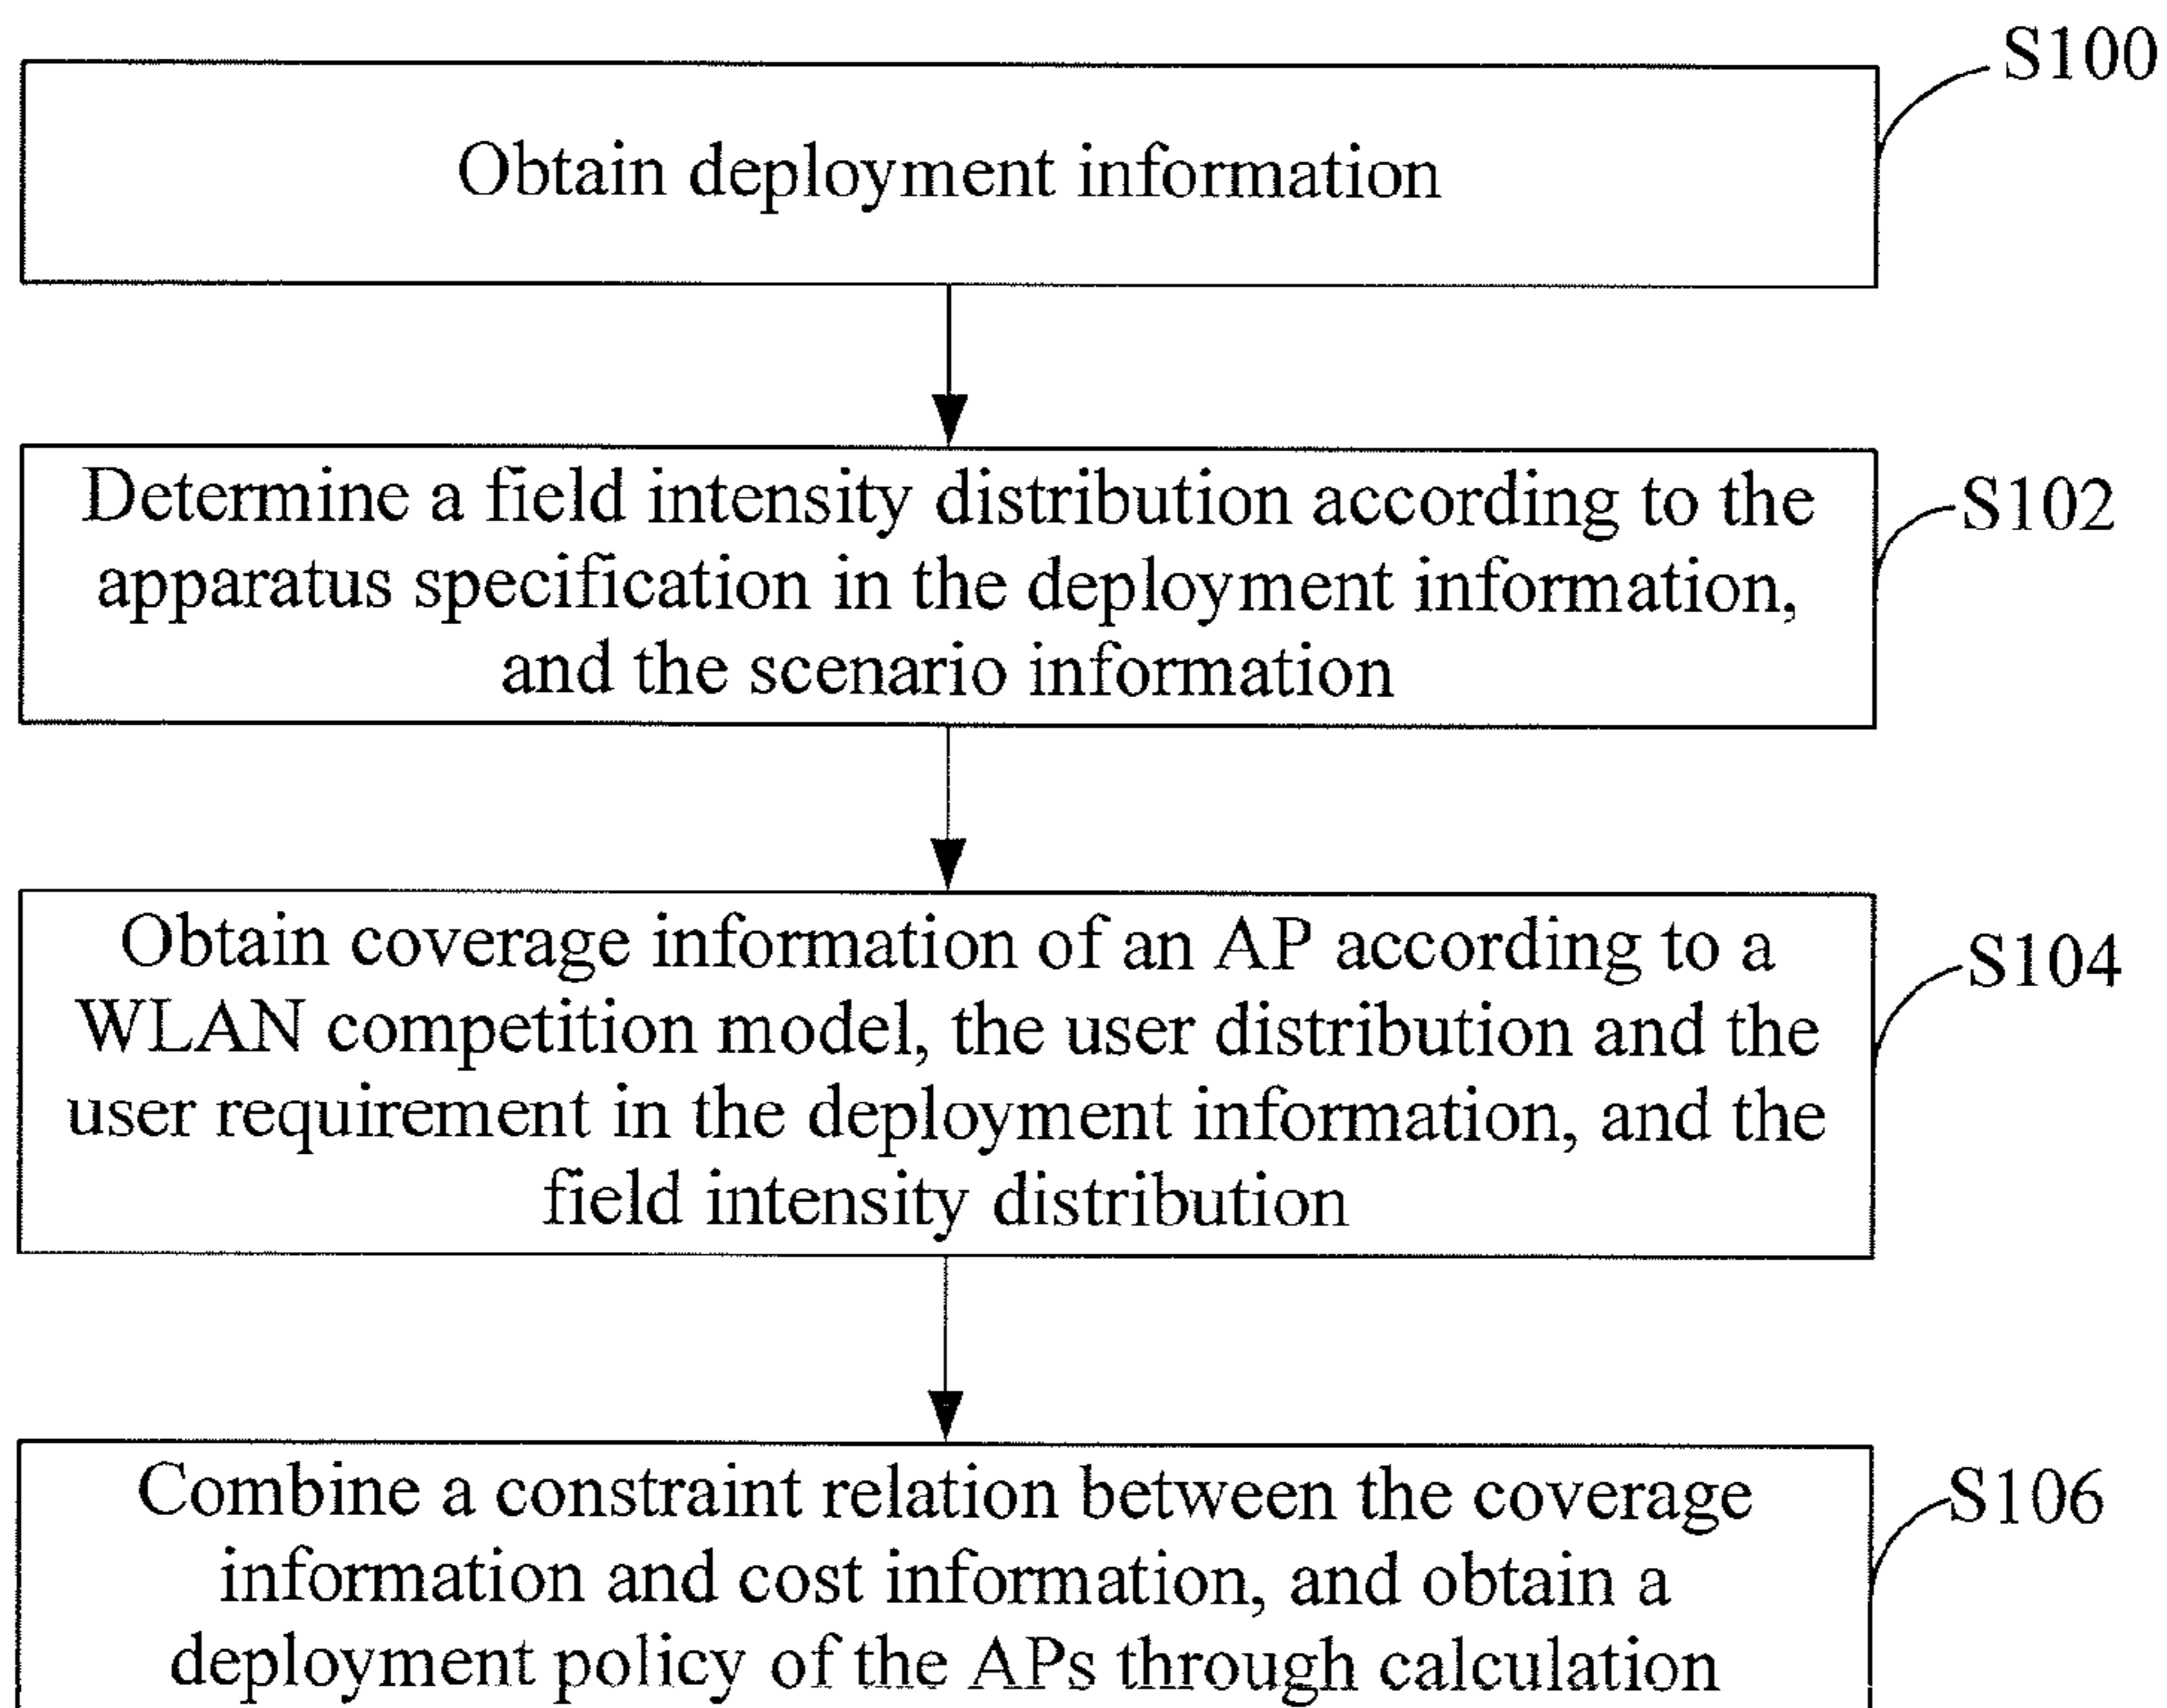 S100
Obtain deployment information
Determine a field intensity distribution according to the
apparatus specification in the deployment information,
and the scenario information
S102
Obtain coverage information of an AP according to a
WLAN competition model, the user distribution and the
user requirement in the deployment information, and the
field intensity distribution
S104
Combine a constraint relation between the coverage
information and cost information, and obtain a
deployment policy of the APs through calculation
S106